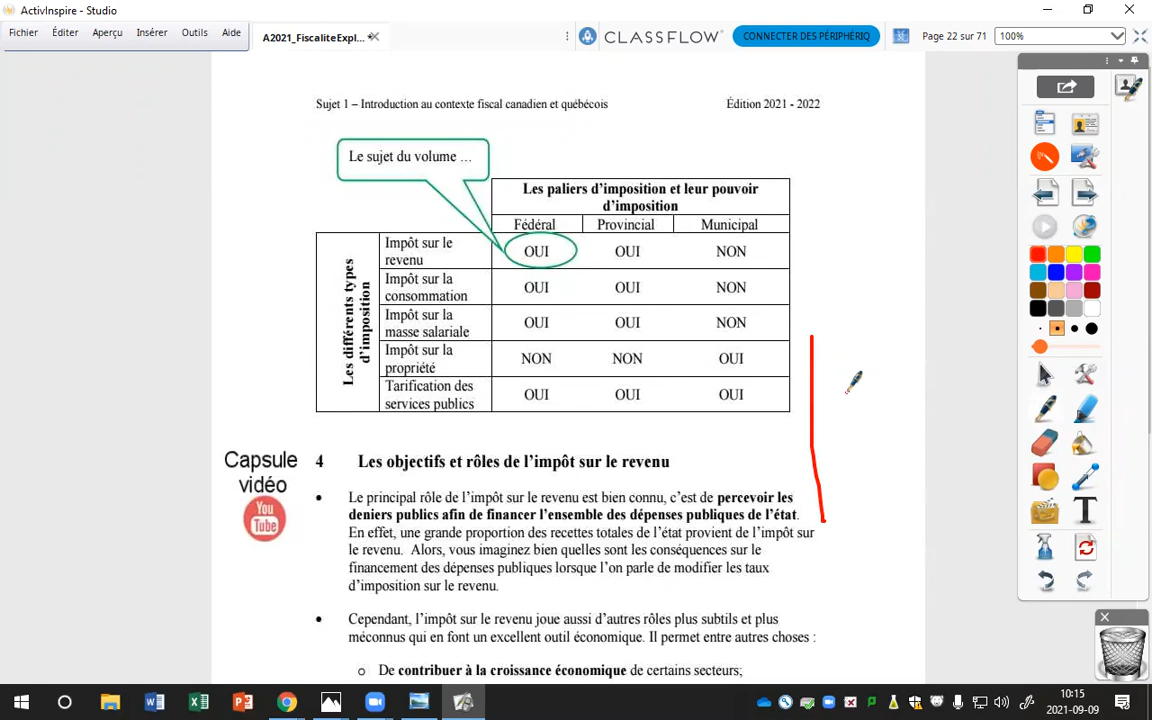 ActivInspire - Studio
Fichier Éditer Aperçu Insérer Outils Aide
A2021_FiscaliteExpl...
CLASSFLOW
CONNECTER DES PÉRIPHÉRIQ
Page 22 sur 71
100%
Sujet 1 – Introduction au contexte fiscal canadien et québécois
Édition 2021 - 2022
Le sujet du volume …
Les paliers d’imposition et leur pouvoir
d’imposition
Fédéral Provincial Municipal
Les différents types
d’imposition
Impôt sur le
revenu
OUI OUI NON
Impôt sur la
consommation
OUI OUI NON
Impôt sur la
masse salariale
OUI OUI NON
Impôt sur la
propriété
NON NON OUI
Tarification des
services publics
OUI OUI OUI
Capsule
vidéo
You
Tube
4 Les objectifs et rôles de l’impôt sur le revenu
• Le principal rôle de l’impôt sur le revenu est bien connu, c’est de percevoir les
deniers publics afin de financer l’ensemble des dépenses publiques de l’état.
En effet, une grande proportion des recettes totales de l’état provient de l’impôt sur
le revenu. Alors, vous imaginez bien quelles sont les conséquences sur le
financement des dépenses publiques lorsque l’on parle de modifier les taux
d’imposition sur le revenu.
• Cependant, l’impôt sur le revenu joue aussi d’autres rôles plus subtils et plus
méconnus qui en font un excellent outil économique. Il permet entre autres choses :
o De contribuer à la croissance économique de certains secteurs;
10:15
2021-09-09